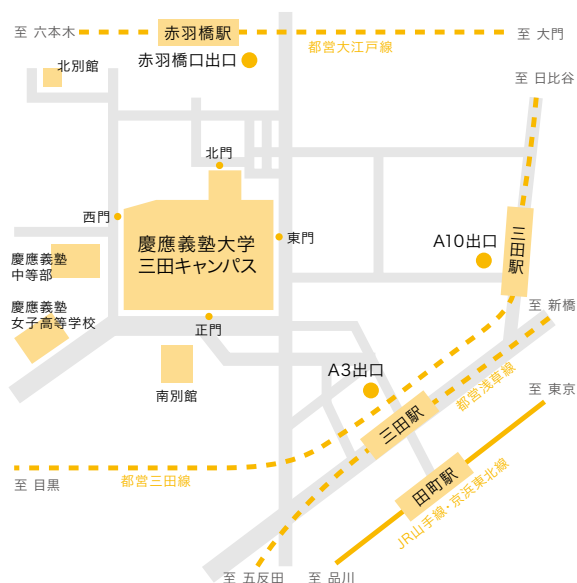 至 六本木
赤羽橋駅
都営大江戸線
至 大門
赤羽橋口出口
北別館
至 日比谷
北門
西門
慶應義塾大学
三田キャンパス
東門
A10出口
三田駅
慶應義塾
中等部
慶應義塾
女子高等学校
正門
至 新橋
南別館
A3出口
都営浅草線
至 東京
三田駅
田町駅
都営三田線
至 目黒
JR山手線・京浜東北線
至 五反田
至 品川